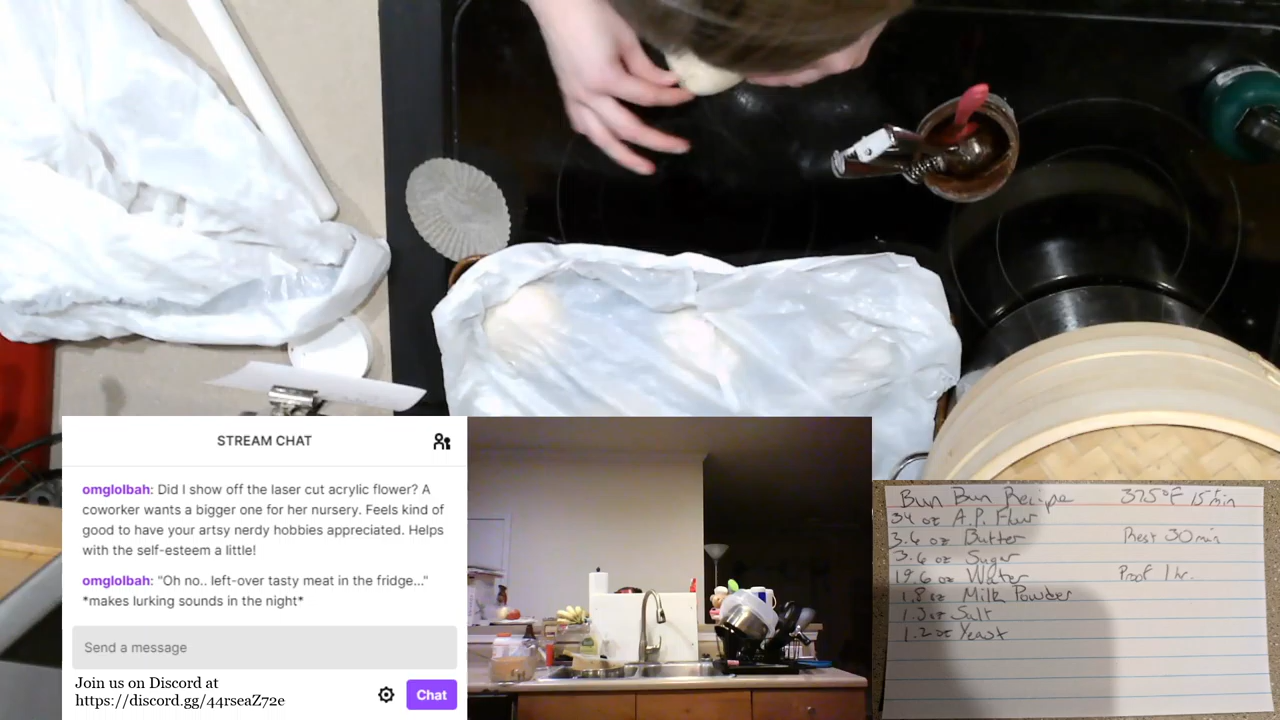 STREAM CHAT
omglolbah: Did I show off the laser cut acrylic flower? A
coworker wants a bigger one for her nursery. Feels kind of
good to have your artsy nerdy hobbies appreciated. Helps
with the self-esteem a little!
omglolbah: "Oh no.. left-over tasty meat in the fridge..."
*makes lurking sounds in the night*
Send a message
Join us on Discord at
https://discord.gg/44rseaZ72e
Chat
Bun Bun Recipe 375°F 15 min
34 oz A.P. Flour
3.6 oz Butter Rest 30 min
3.6 oz Sugar
19.6 oz Water Proof 1 hr.
1.8 oz Milk Powder
1.3 oz Salt
1.2 oz Yeast